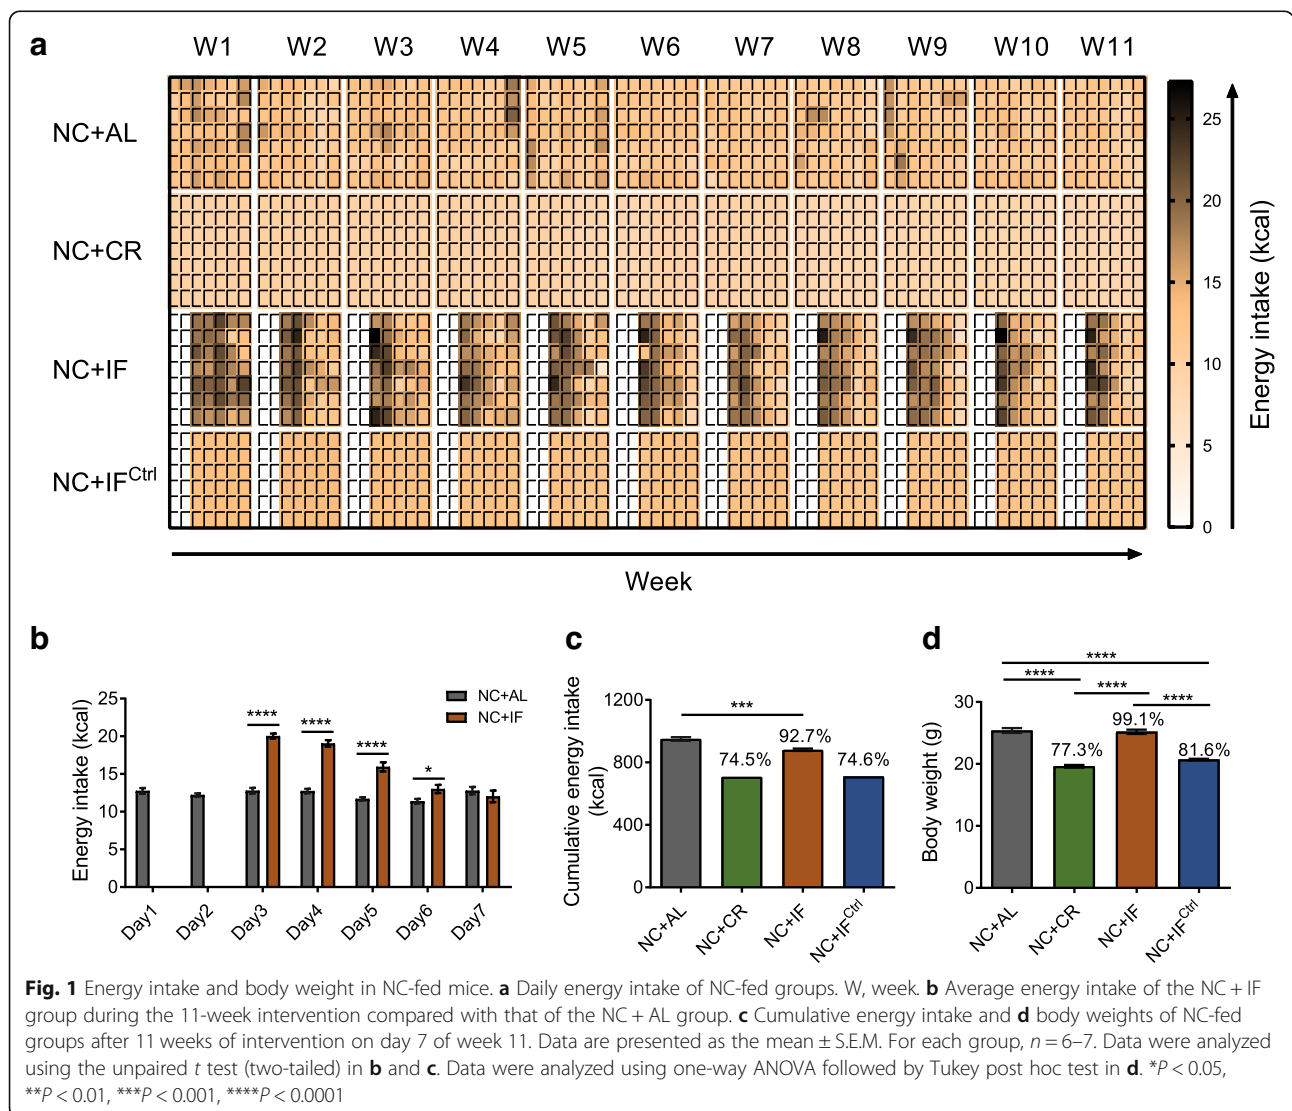 a
W1 W2 W3 W4 W5 W6 W7 W8 W9 W10 W11
NC+AL
NC+CR
NC+IF
NC+IFCtrl
25
20
15
10
5
0
Energy intake (kcal)
Week
b
Energy intake (kcal)
25
20
15
10
5
0
NC+AL
NC+IF
****
****
****
*
Day1 Day2 Day3 Day4 Day5 Day6 Day7
c
Cumulative energy intake
(kcal)
1200
800
400
0
***
74.5%
92.7%
74.6%
NC+AL NC+CR NC+IF NC+IFCtrl
d
Body weight (g)
30
20
10
0
****
****
****
****
77.3%
99.1%
81.6%
NC+AL NC+CR NC+IF NC+IFCtrl
Fig. 1 Energy intake and body weight in NC-fed mice. a Daily energy intake of NC-fed groups. W, week. b Average energy intake of the NC + IF
group during the 11-week intervention compared with that of the NC + AL group. c Cumulative energy intake and d body weights of NC-fed
groups after 11 weeks of intervention on day 7 of week 11. Data are presented as the mean ± S.E.M. For each group, n = 6–7. Data were analyzed
using the unpaired t test (two-tailed) in b and c. Data were analyzed using one-way ANOVA followed by Tukey post hoc test in d. *P < 0.05,
**P < 0.01, ***P < 0.001, ****P < 0.0001